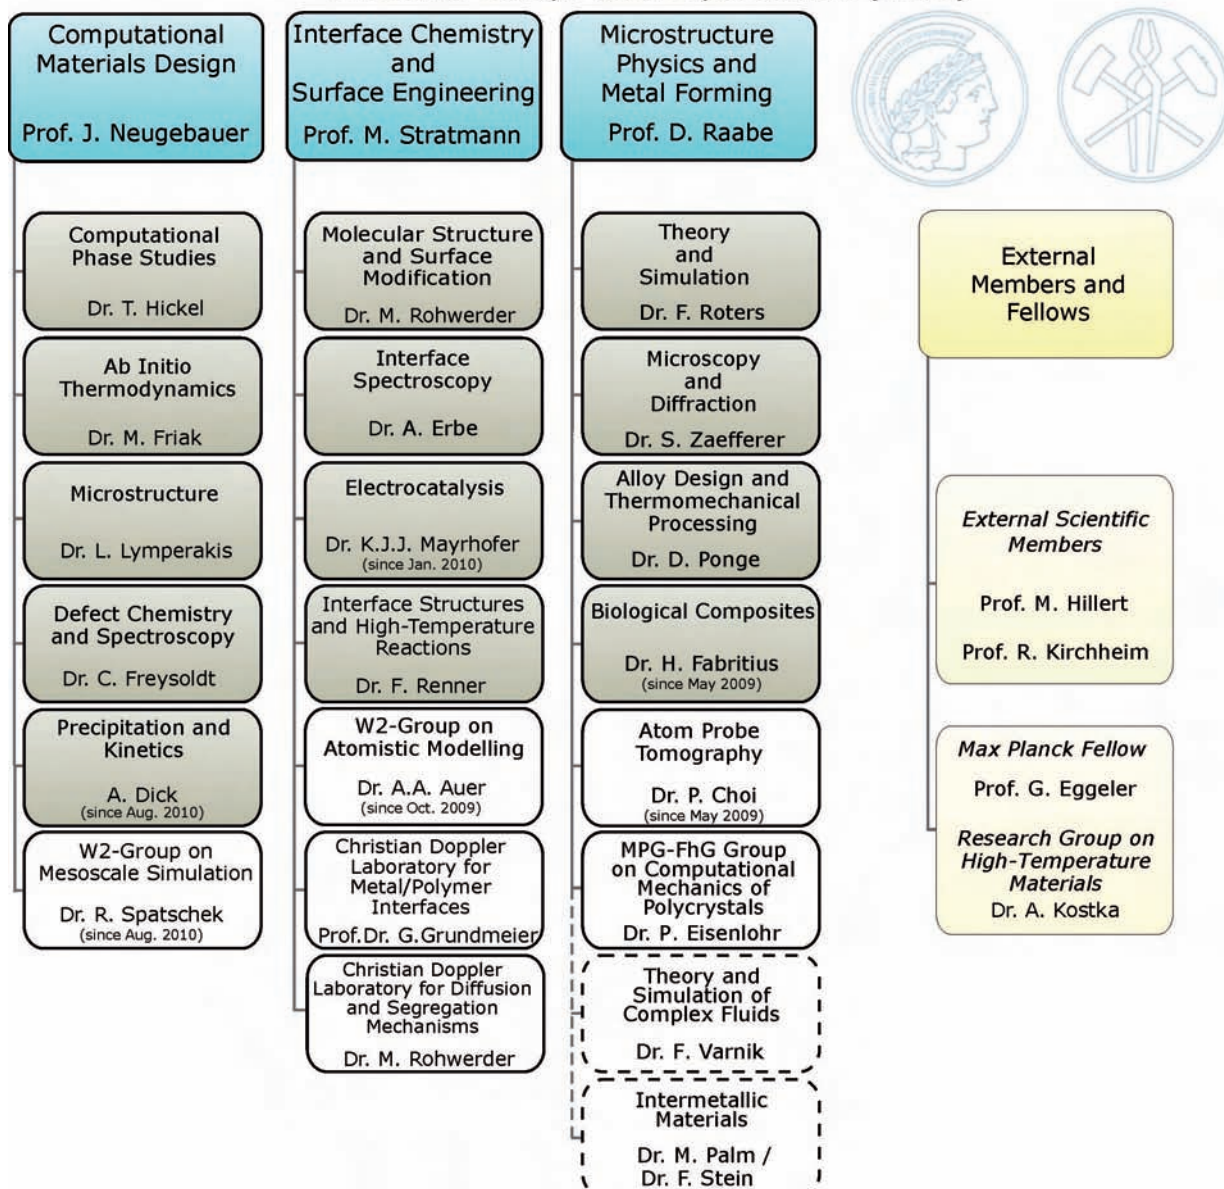 Computational
Materials Design
Prof. J. Neugebauer
Computational
Phase Studies
Dr. T. Hickel
Ab Initio
Thermodynamics
Dr. M. Friak
Microstructure
Dr. L. Lymperakis
Defect Chemistry
and Spectroscopy
Dr. C. Freysoldt
Precipitation and
Kinetics
A. Dick
(since Aug. 2010)
W2-Group on
Mesoscale Simulation
Dr. R. Spatschek
(since Aug. 2010)
Interface Chemistry
and
Surface Engineering
Prof. M. Stratmann
Molecular Structure
and Surface
Modification
Dr. M. Rohwerder
Interface
Spectroscopy
Dr. A. Erbe
Electrocatalysis
Dr. K.J.J. Mayrhofer
(since Jan. 2010)
Interface Structures
and High-Temperature
Reactions
Dr. F. Renner
W2-Group on
Atomistic Modelling
Dr. A.A. Auer
(since Oct. 2009)
Christian Doppler
Laboratory for
Metal/Polymer
Interfaces
Prof.Dr. G.Grundmeier
Christian Doppler
Laboratory for Diffusion
and Segregation
Mechanisms
Dr. M. Rohwerder
Microstructure
Physics and
Metal Forming
Prof. D. Raabe
Theory
and
Simulation
Dr. F. Roters
Microscopy
and
Diffraction
Dr. S. Zaefferer
Alloy Design and
Thermomechanical
Processing
Dr. D. Ponge
Biological Composites
Dr. H. Fabritius
(since May 2009)
Atom Probe
Tomography
Dr. P. Choi
(since May 2009)
MPG-FhG Group
on Computational
Mechanics of
Polycrystals
Dr. P. Eisenlohr
Theory and
Simulation of
Complex Fluids
Dr. F. Varnik
Intermetallic
Materials
Dr. M. Palm /
Dr. F. Stein
External
Members and
Fellows
External Scientific
Members
Prof. M. Hillert
Prof. R. Kirchheim
Max Planck Fellow
Prof. G. Eggeler
Research Group on
High-Temperature
Materials
Dr. A. Kostka